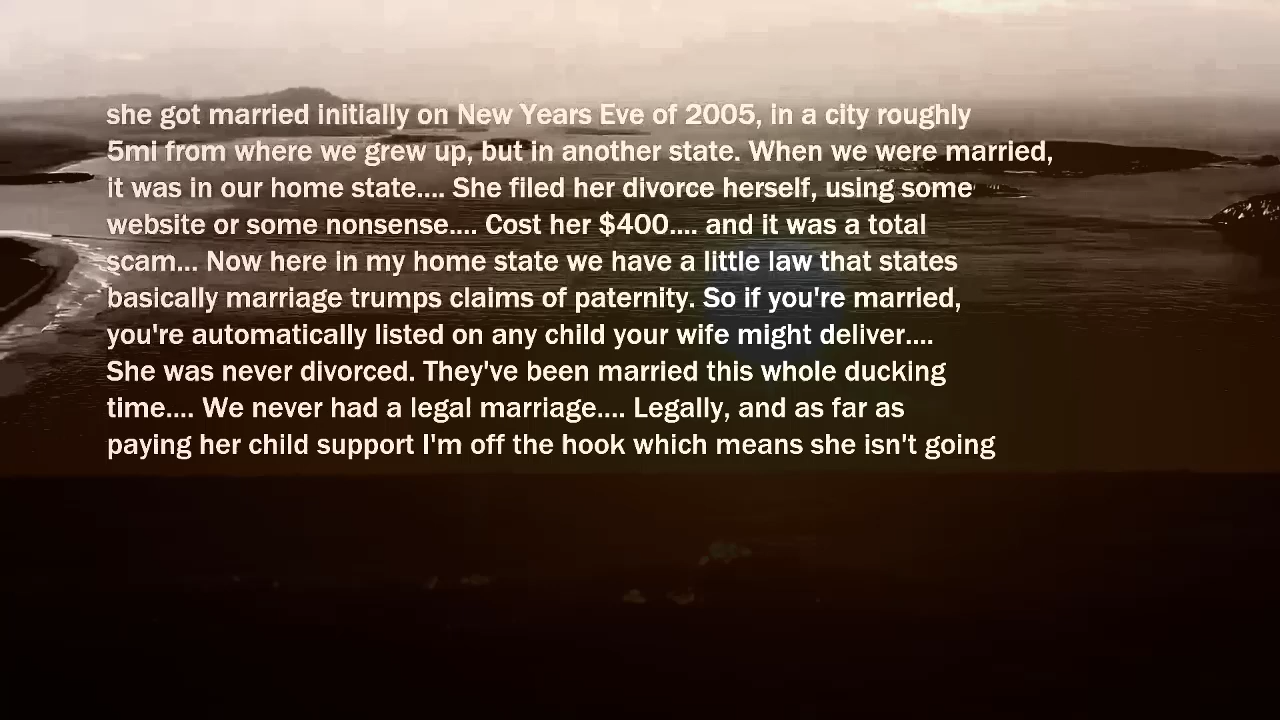 she got married initially on New Years Eve of 2005, in a city roughly
5mi from where we grew up, but in another state. When we were married,
it was in our home state.... She filed her divorce herself, using some
website or some nonsense.... Cost her $400.... and it was a total
scam... Now here in my home state we have a little law that states
basically marriage trumps claims of paternity. So if you're married,
you're automatically listed on any child your wife might deliver....
She was never divorced. They've been married this whole ducking
time.... We never had a legal marriage.... Legally, and as far as
paying her child support I'm off the hook which means she isn't going